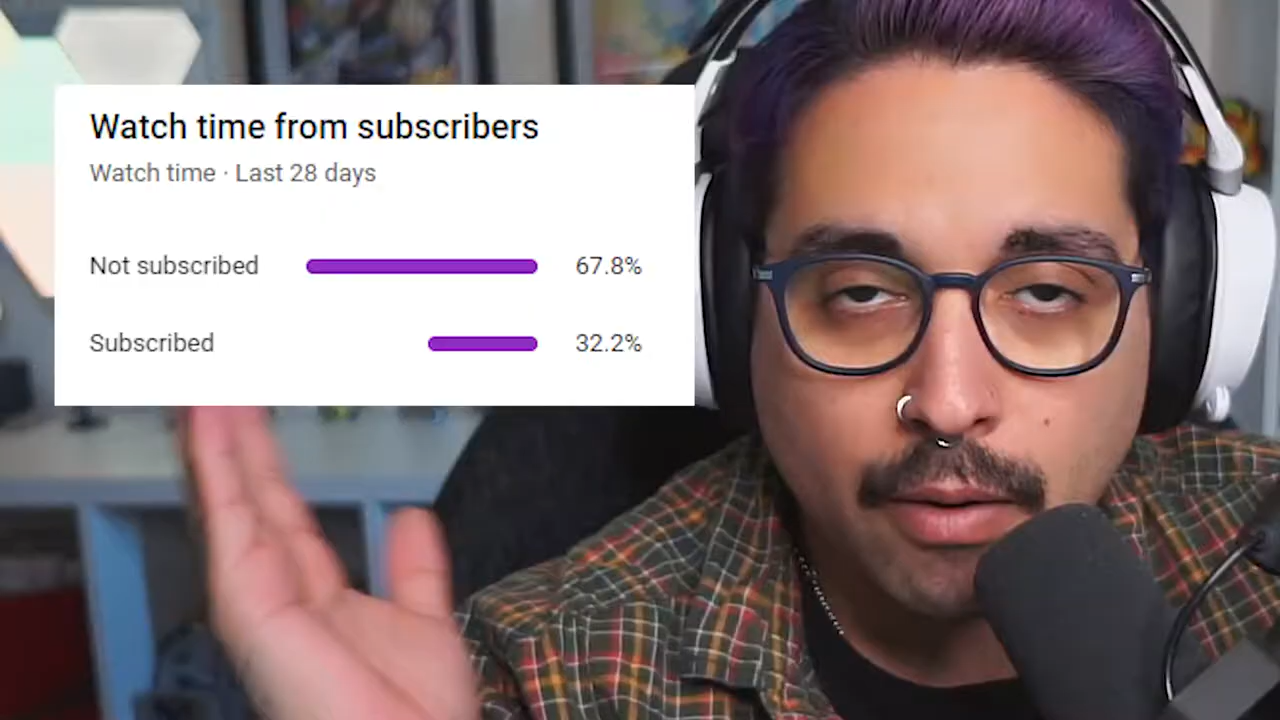 Watch time from subscribers
Watch time · Last 28 days
Not subscribed 67.8%
Subscribed 32.2%